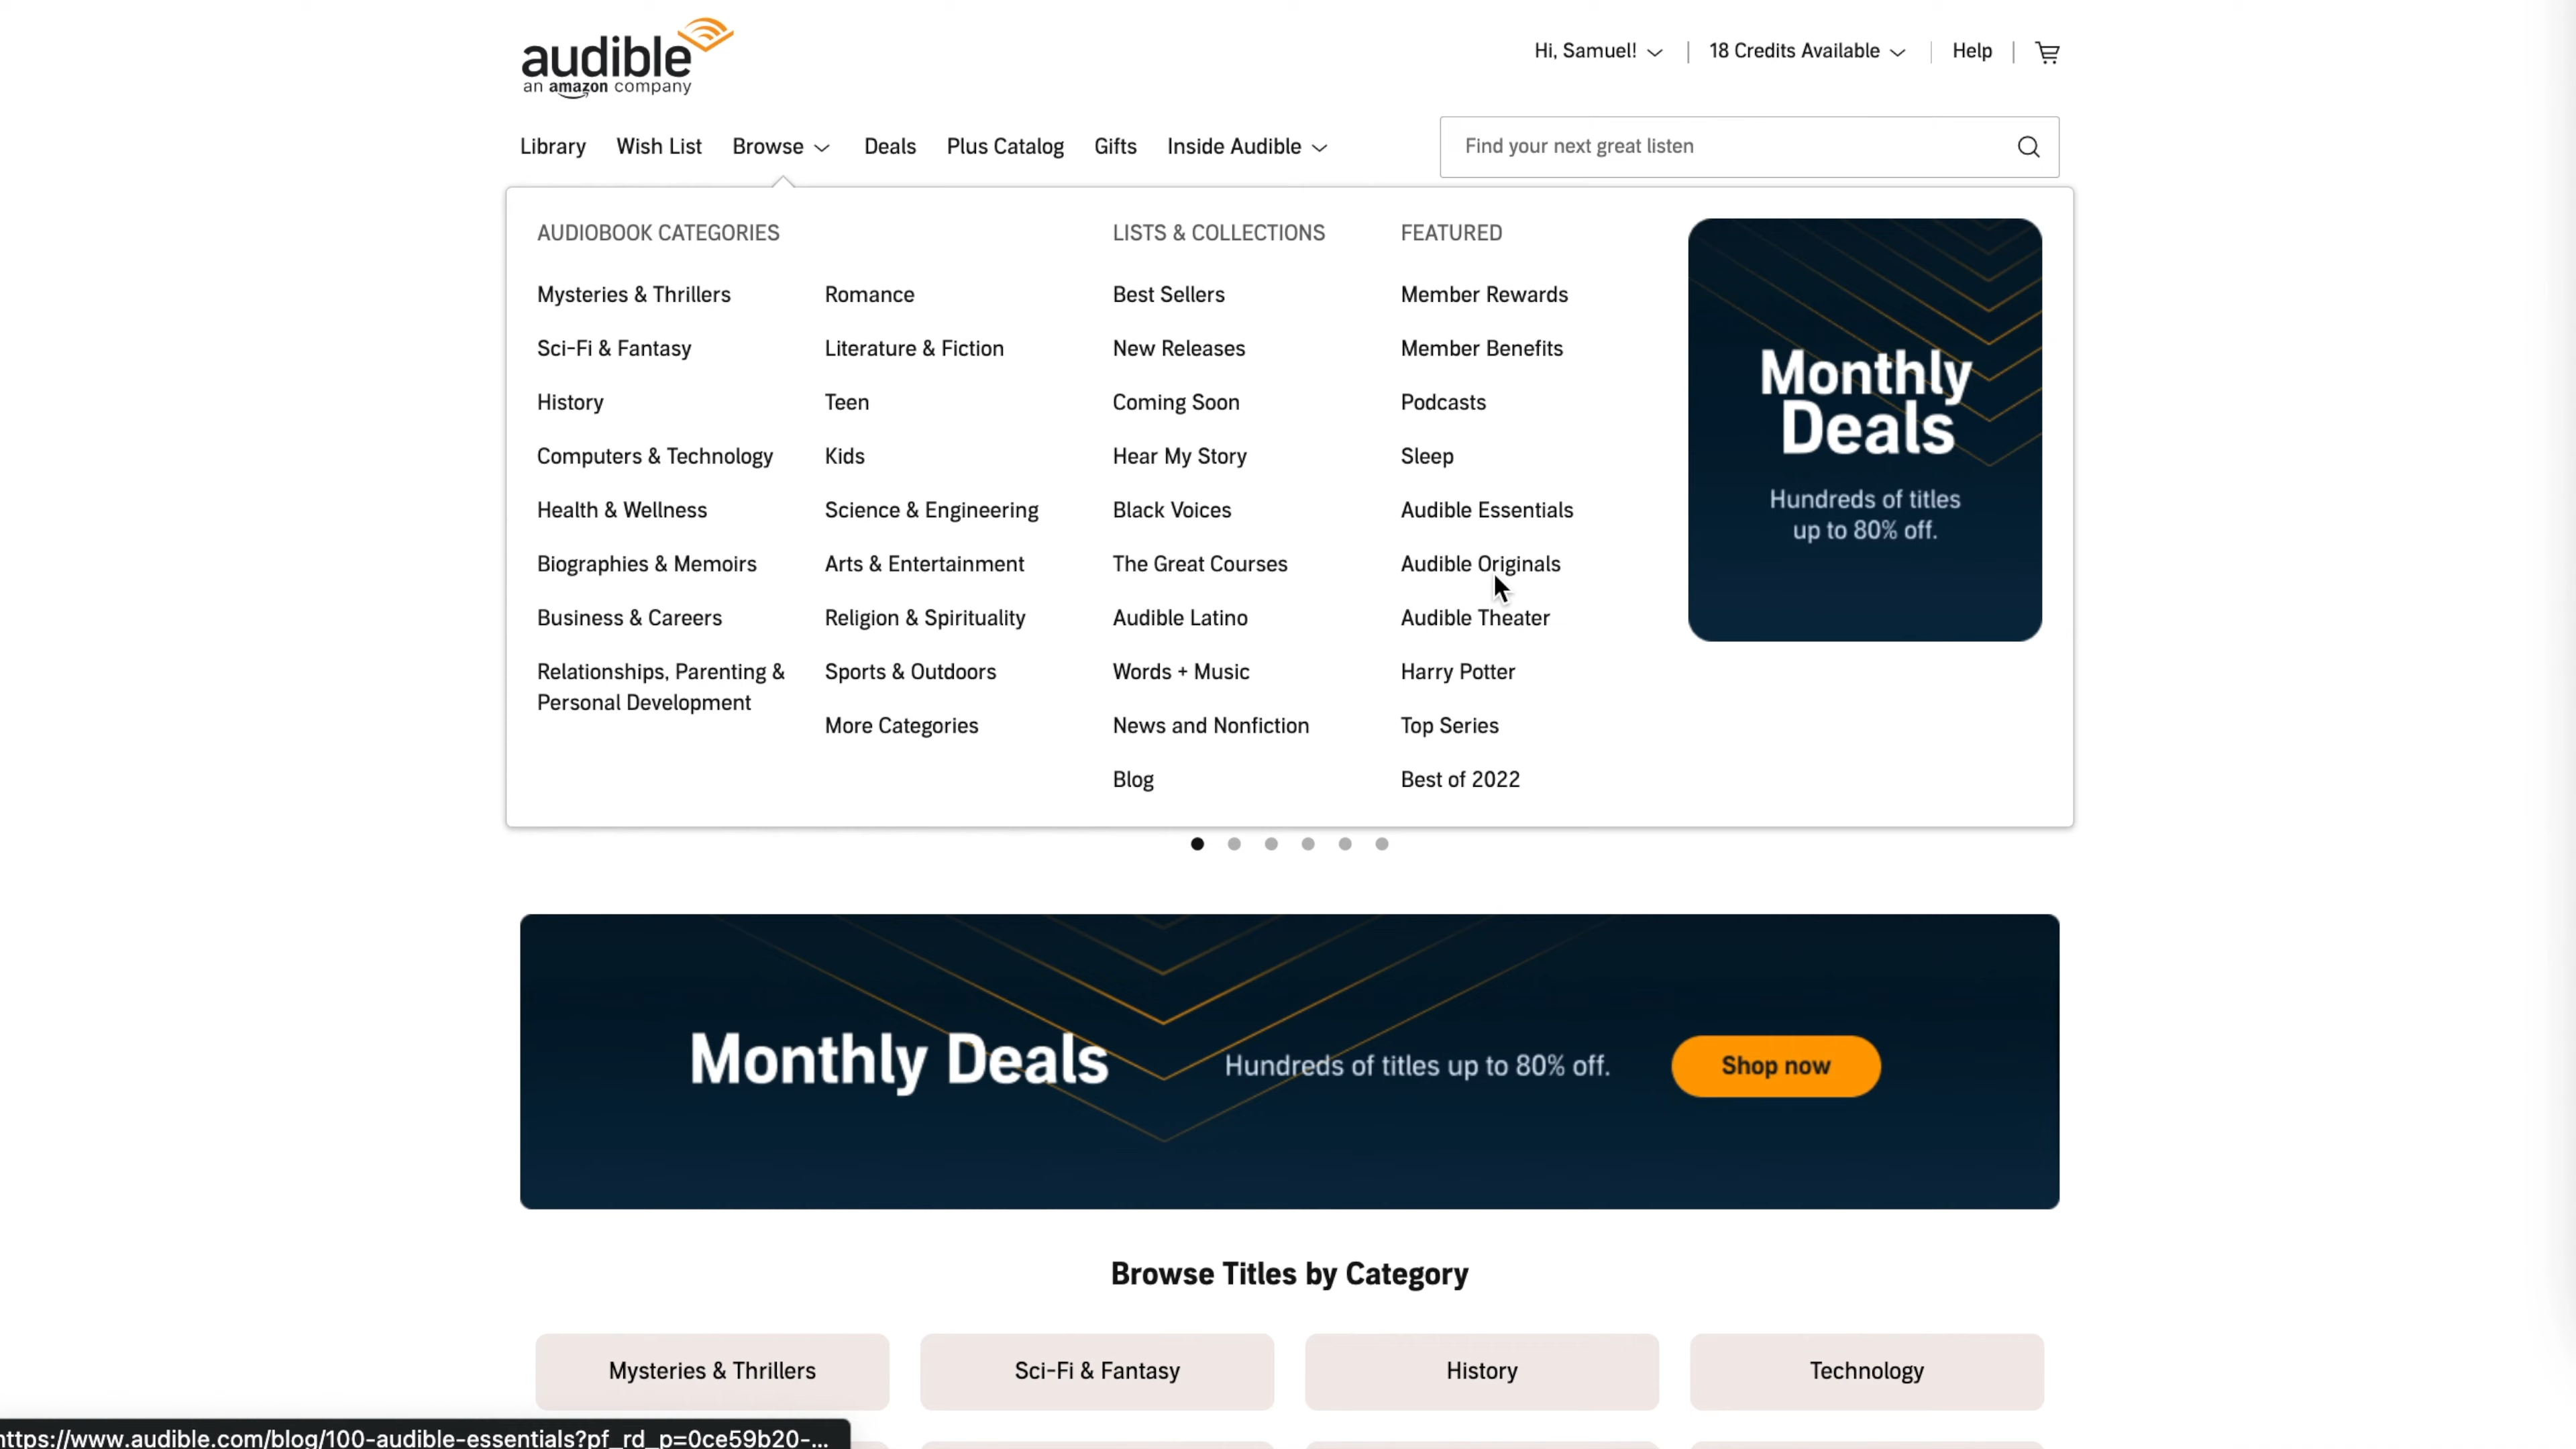 audible
an amazon company
Hi, Samuel!
18 Credits Available
Help
Library
Wish List
Browse
Deals
Plus Catalog
Gifts
Inside Audible
Find your next great listen
AUDIOBOOK CATEGORIES
Mysteries & Thrillers
Sci-Fi & Fantasy
History
Computers & Technology
Health & Wellness
Biographies & Memoirs
Business & Careers
Relationships, Parenting &
Personal Development
Romance
Literature & Fiction
Teen
Kids
Science & Engineering
Arts & Entertainment
Religion & Spirituality
Sports & Outdoors
More Categories
LISTS & COLLECTIONS
Best Sellers
New Releases
Coming Soon
Hear My Story
Black Voices
The Great Courses
Audible Latino
Words + Music
News and Nonfiction
Blog
FEATURED
Member Rewards
Member Benefits
Podcasts
Sleep
Audible Essentials
Audible Originals
Audible Theater
Harry Potter
Top Series
Best of 2022
Monthly
Deals
Hundreds of titles
up to 80% off.
Monthly Deals
Hundreds of titles up to 80% off.
Shop now
Browse Titles by Category
Mysteries & Thrillers
Sci-Fi & Fantasy
History
Technology
https://www.audible.com/blog/100-audible-essentials?pf_rd_p=0ce59b20-...